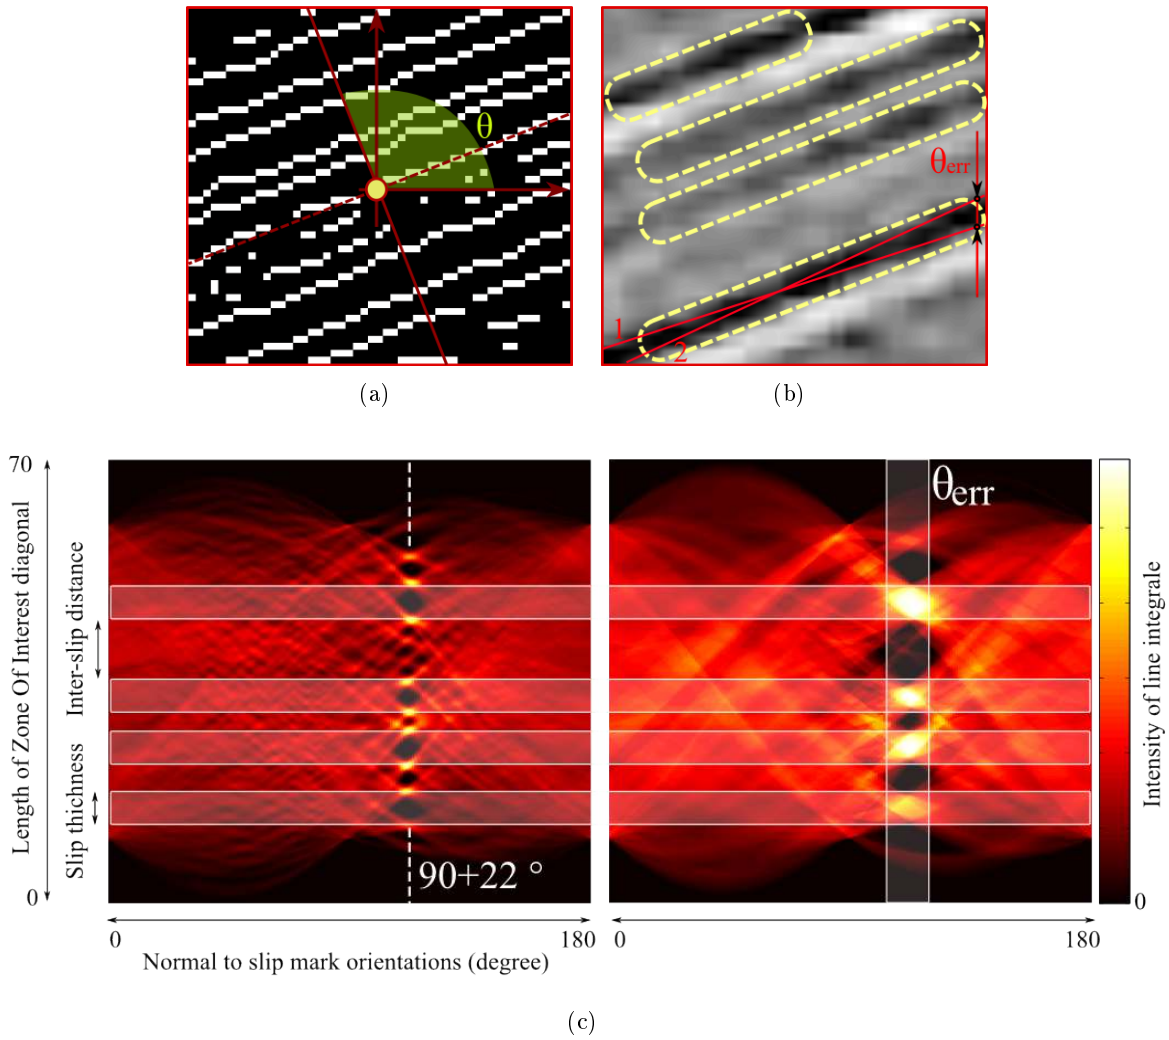 θ
θerr
1
2
(a)
(b)
70
Length of Zone Of Interest diagonal
Inter-slip distance
Slip thichness
0
90+22 °
θerr
Intensity of line integrale
0
0
180
0
180
Normal to slip mark orientations (degree)
(c)